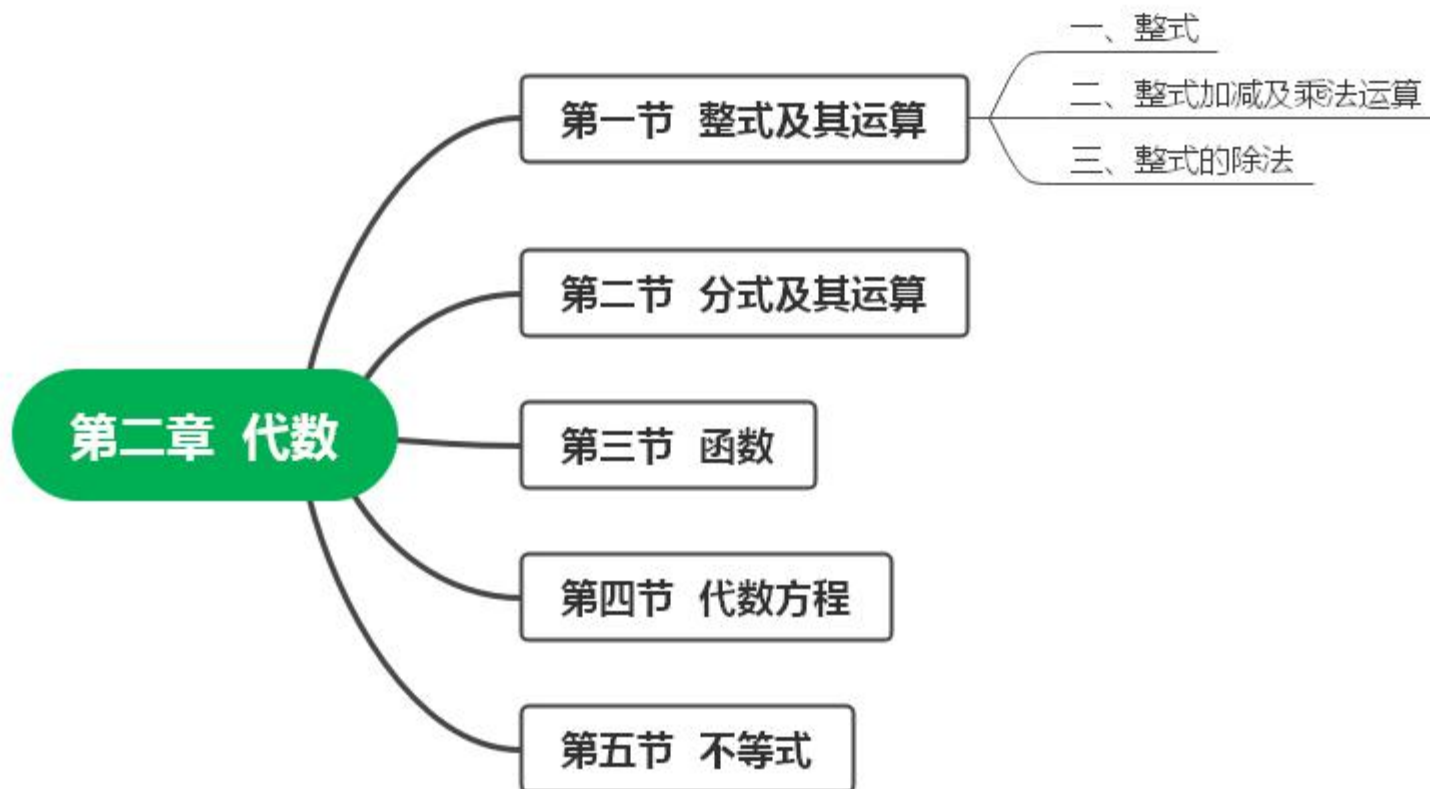 一、整式
第一节 整式及其运算
二、整式加减及乘法运算
三、整式的除法
第二节 分式及其运算
第二章 代数
第三节 函数
第四节 代数方程
第五节 不等式